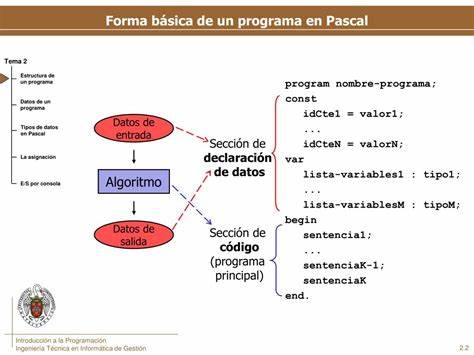 Forma básica de un programa en Pascal
Tema 2
Estructura de
un programa
Datos de un
programa
Tipos de datos
en Pascal
La asignación
E/S por consola
Datos de
entrada
Algoritmo
Datos de
salida
Sección de
declaración
de datos
Sección de
código
(programa
principal)
program nombre-programa;
const
idCte1 = valor1;
...
idCteN = valorN;
var
lista-variables1 : tipo1;
...
lista-variablesM : tipoM;
begin
sentencia1;
...
sentenciaK-1;
sentenciaK
end.
Introducción a la Programación
Ingeniería Técnica en Informática de Gestión
2.2